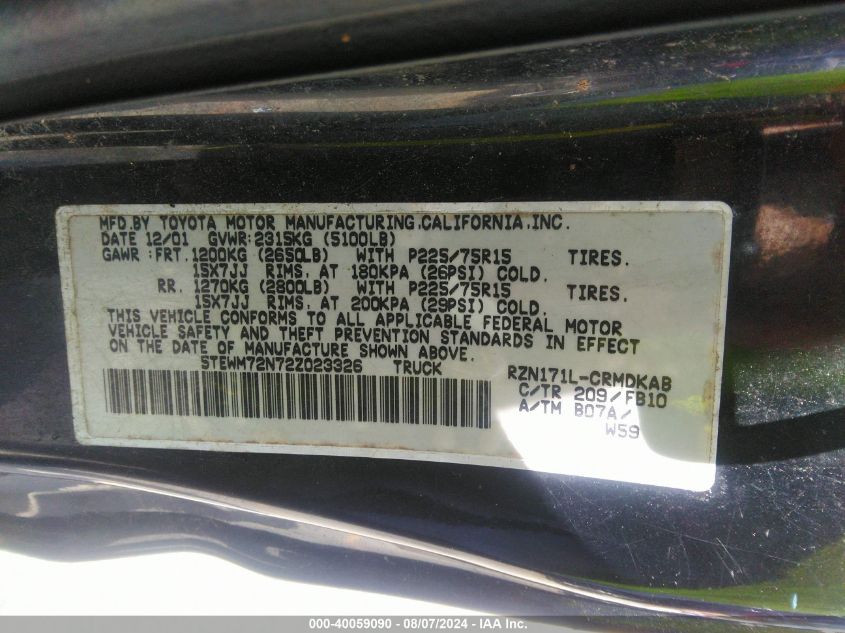 MFD.BY TOYOTA MOTOR MANUFACTURING,CALIFORNIA,INC.
DATE 12/01 GVWR:2315KG (5100LB)
GAWR:FRT.1200KG (2650LB) WITH P225/75R15 TIRES.
15X7JJ RIMS, AT 180KPA (26PSI) COLD.
RR. 1270KG (2800LB) WITH P225/75R15 TIRES.
15X7JJ RIMS, AT 200KPA (29PSI) COLD.
THIS VEHICLE CONFORMS TO ALL APPLICABLE FEDERAL MOTOR
VEHICLE SAFETY AND THEFT PREVENTION STANDARDS IN EFFECT
ON THE DATE OF MANUFACTURE SHOWN ABOVE.
5TEWM72N72Z023326 TRUCK RZN171L-CRMDKAB
C/TR 209/FB10
A/TM B07A/
W59
000-40059090 - 08/07/2024 - IAA Inc.